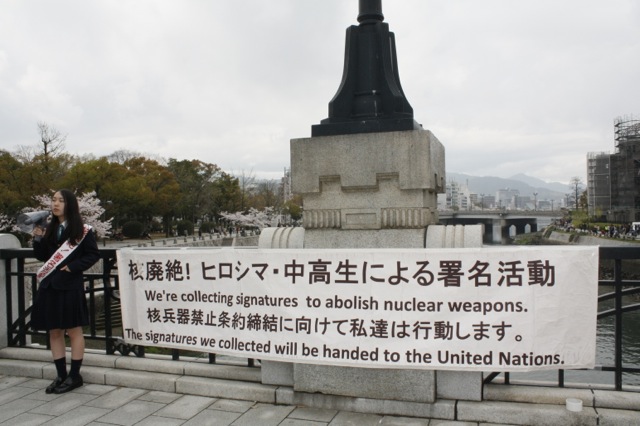 核廃絶! ヒロシマ・中高生による署名活動
We're collecting signatures to abolish nuclear weapons.
核兵器禁止条約締結に向けて私達は行動します。
The signatures we collected will be handed to the United Nations.